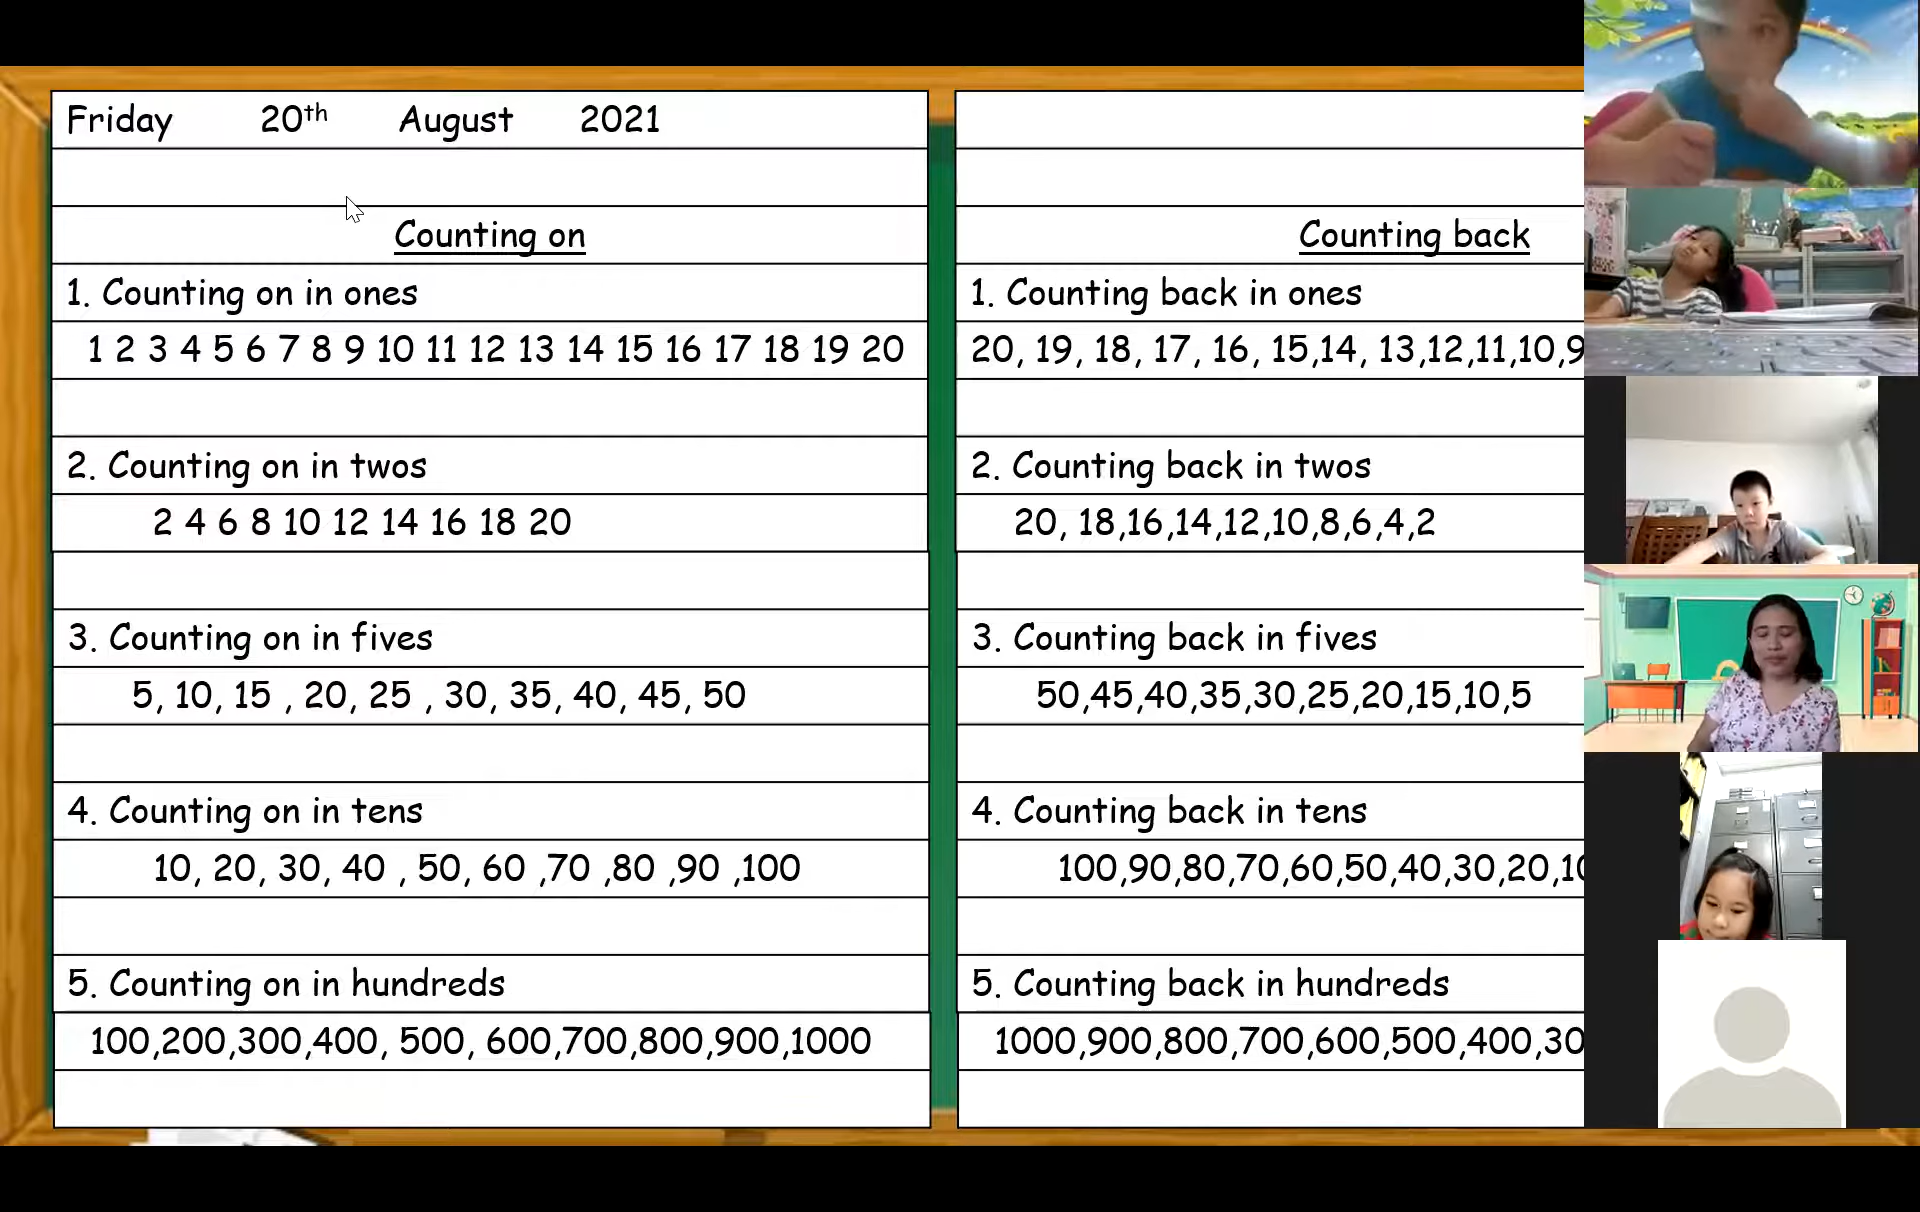 Friday 20th August 2021
Counting on
1. Counting on in ones
1 2 3 4 5 6 7 8 9 10 11 12 13 14 15 16 17 18 19 20
2. Counting on in twos
2 4 6 8 10 12 14 16 18 20
3. Counting on in fives
5, 10, 15 , 20, 25 , 30, 35, 40, 45, 50
4. Counting on in tens
10, 20, 30, 40 , 50, 60 ,70 ,80 ,90 ,100
5. Counting on in hundreds
100,200,300,400, 500, 600,700,800,900,1000
Counting back
1. Counting back in ones
20, 19, 18, 17, 16, 15,14, 13,12,11,10,9
2. Counting back in twos
20, 18,16,14,12,10,8,6,4,2
3. Counting back in fives
50,45,40,35,30,25,20,15,10,5
4. Counting back in tens
100,90,80,70,60,50,40,30,20,10
5. Counting back in hundreds
1000,900,800,700,600,500,400,30